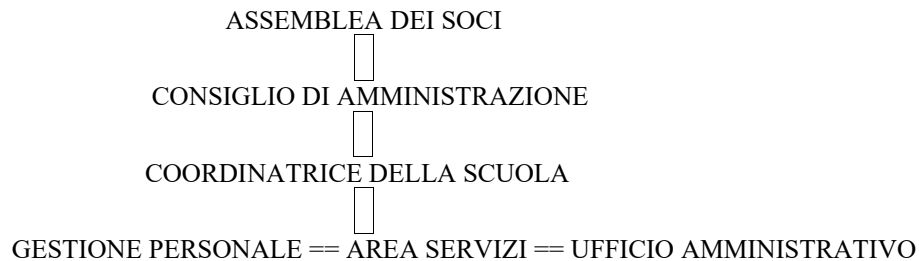 ASSEMBLEA DEI SOCI
CONSIGLIO DI AMMINISTRAZIONE
COORDINATRICE DELLA SCUOLA
GESTIONE PERSONALE == AREA SERVIZI == UFFICIO AMMINISTRATIVO